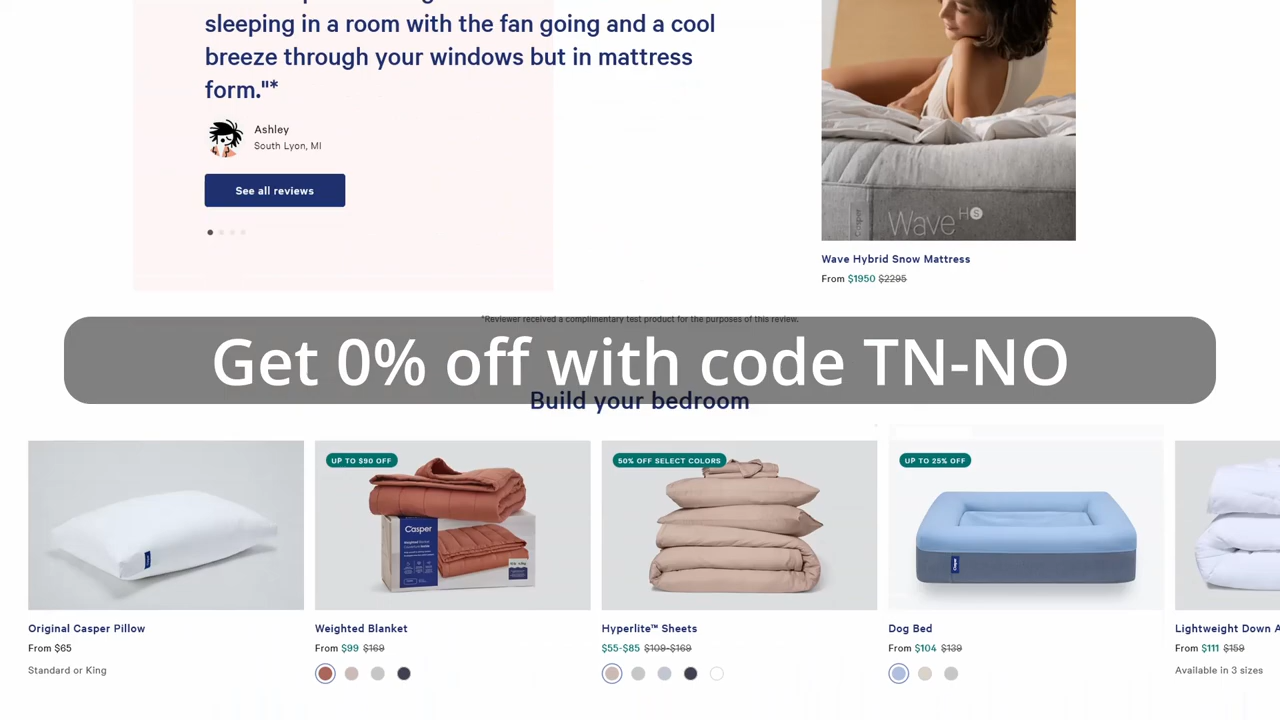 sleeping in a room with the fan going and a cool
breeze through your windows but in mattress
form."*
Ashley
South Lyon, MI
See all reviews
Casper
Wave H S
Wave Hybrid Snow Mattress
From $1950 $2295
*Reviewer received a complimentary test product for the purposes of this review.
Get 0% off with code TN-NO
Build your bedroom
UP TO $90 OFF
50% OFF SELECT COLORS
UP TO 25% OFF
Casper
Casper
Original Casper Pillow
Weighted Blanket
Hyperlite™ Sheets
Dog Bed
Lightweight Down A
From $65
From $99 $169
$55-$85 $109-$169
From $104 $139
From $111 $159
Standard or King
Available in 3 sizes